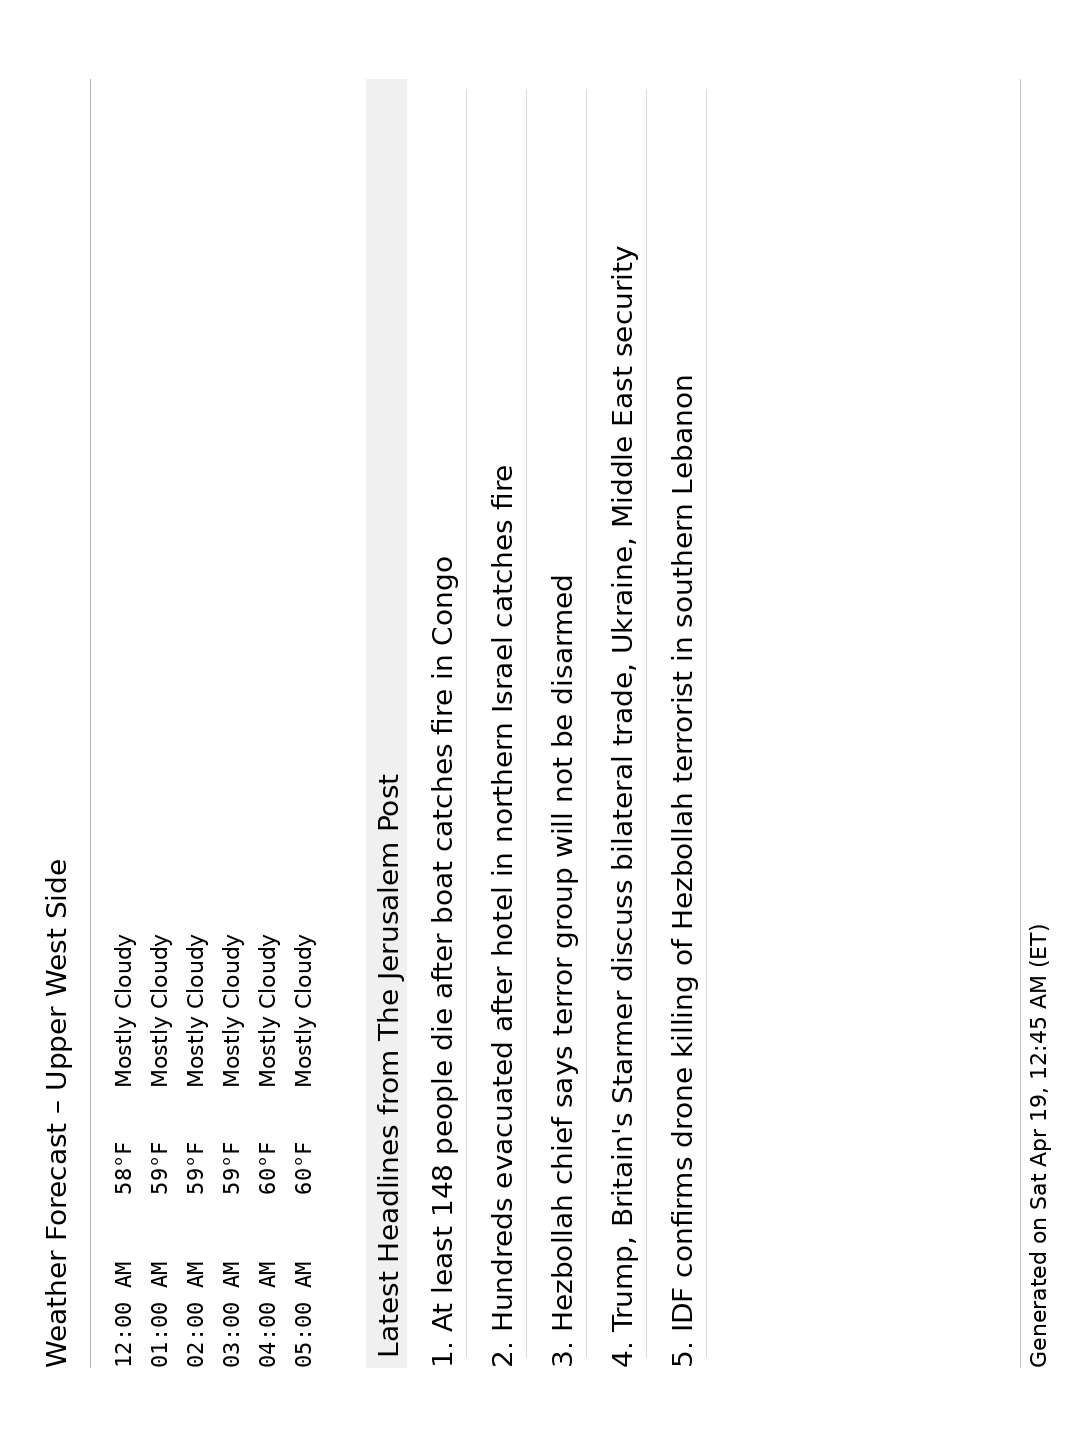 Weather Forecast – Upper West Side
12:00 AM 58°F Mostly Cloudy
01:00 AM 59°F Mostly Cloudy
02:00 AM 59°F Mostly Cloudy
03:00 AM 59°F Mostly Cloudy
04:00 AM 60°F Mostly Cloudy
05:00 AM 60°F Mostly Cloudy
Latest Headlines from The Jerusalem Post
1. At least 148 people die after boat catches fire in Congo
2. Hundreds evacuated after hotel in northern Israel catches fire
3. Hezbollah chief says terror group will not be disarmed
4. Trump, Britain's Starmer discuss bilateral trade, Ukraine, Middle East security
5. IDF confirms drone killing of Hezbollah terrorist in southern Lebanon
Generated on Sat Apr 19, 12:45 AM (ET)